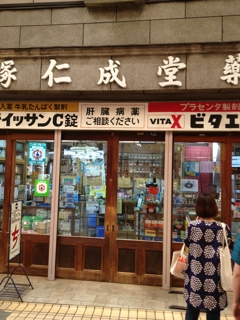 塚仁成堂薬
入薬 牛乳たんぱく製剤
イッサンC錠
肝臓病薬
ご相談ください
プラセンタ製剤
VITAX ビタエ